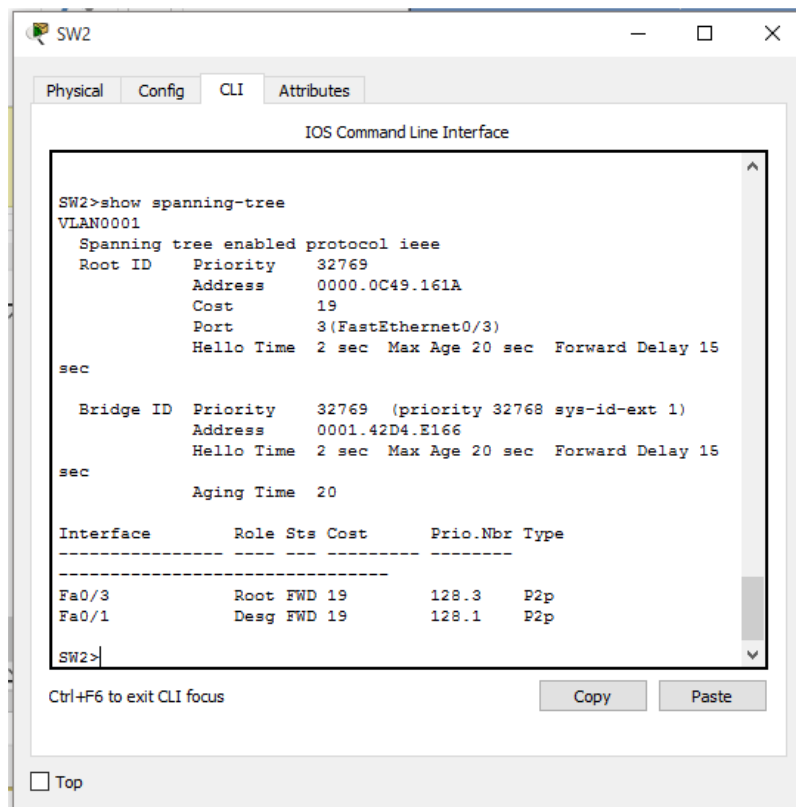 SW2
Physical Config CLI Attributes
IOS Command Line Interface
SW2>show spanning-tree
VLAN0001
  Spanning tree enabled protocol ieee
  Root ID    Priority    32769
             Address     0000.0C49.161A
             Cost        19
             Port        3(FastEthernet0/3)
             Hello Time  2 sec  Max Age 20 sec  Forward Delay 15
sec
  Bridge ID  Priority    32769  (priority 32768 sys-id-ext 1)
             Address     0001.42D4.E166
             Hello Time  2 sec  Max Age 20 sec  Forward Delay 15
sec
             Aging Time  20
Interface        Role Sts Cost      Prio.Nbr Type
---------------- ---- --- --------- --------
--------------------------------
Fa0/3            Root FWD 19        128.3    P2p
Fa0/1            Desg FWD 19        128.1    P2p
SW2>
Ctrl+F6 to exit CLI focus
Copy Paste
Top